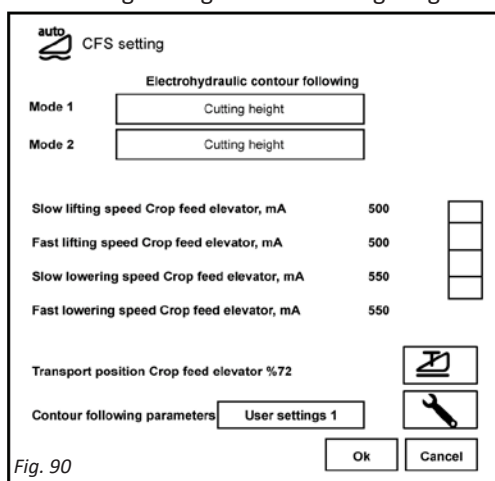 auto
CFS setting
Electrohydraulic contour following
Mode 1 Cutting height
Mode 2 Cutting height
Slow lifting speed Crop feed elevator, mA 500
Fast lifting speed Crop feed elevator, mA 500
Slow lowering speed Crop feed elevator, mA 550
Fast lowering speed Crop feed elevator, mA 550
Transport position Crop feed elevator %72
Contour following parameters User settings 1
Ok Cancel
Fig. 90